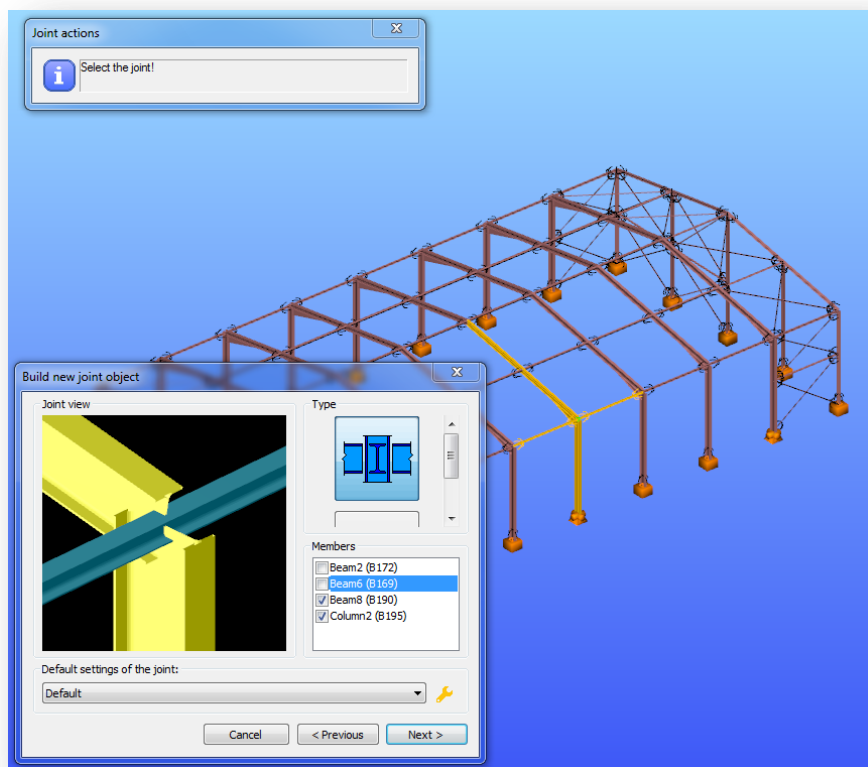 Joint actions
Select the joint!
Build new joint object
Joint view
Type
Members
Beam2 (B172)
Beam6 (B169)
Beam8 (B190)
Column2 (B195)
Default settings of the joint:
Default
Cancel
< Previous
Next >